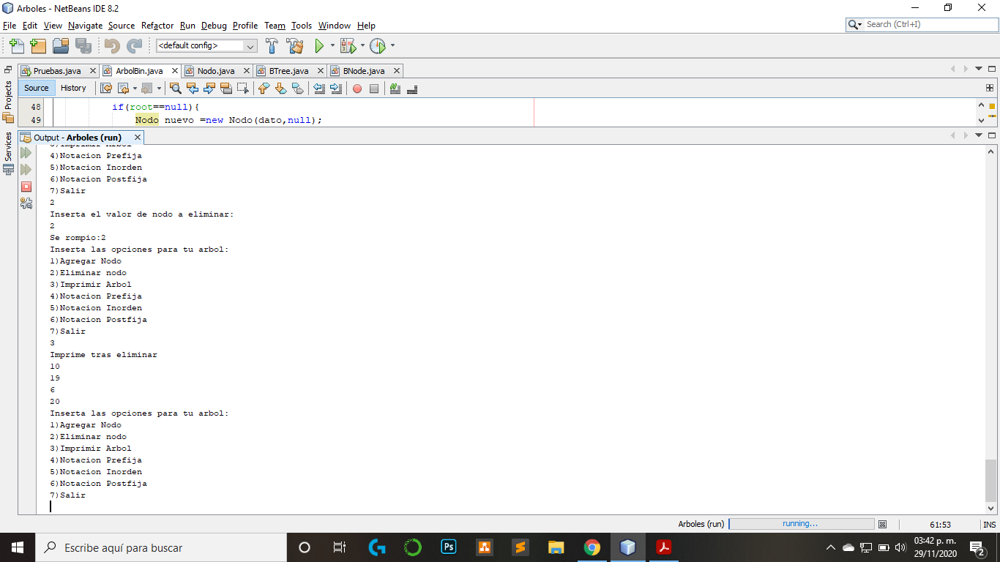 Arboles - NetBeans IDE 8.2
File Edit View Navigate Source Refactor Run Debug Profile Team Tools Window Help
Search (Ctrl+I)
<default config>
Pruebas.java ArbolBin.java Nodo.java BTree.java BNode.java
Projects
Services
Source History
48 if(root==null){
49 Nodo nuevo =new Nodo(dato,null);
Output - Arboles (run)
3)Imprimir Arbol
4)Notacion Prefija
5)Notacion Inorden
6)Notacion Postfija
7)Salir
2
Inserta el valor de nodo a eliminar:
2
Se rompio:2
Inserta las opciones para tu arbol:
1)Agregar Nodo
2)Eliminar nodo
3)Imprimir Arbol
4)Notacion Prefija
5)Notacion Inorden
6)Notacion Postfija
7)Salir
3
Imprime tras eliminar
10
19
6
20
Inserta las opciones para tu arbol:
1)Agregar Nodo
2)Eliminar nodo
3)Imprimir Arbol
4)Notacion Prefija
5)Notacion Inorden
6)Notacion Postfija
7)Salir
Arboles (run) running... 61:53 INS
Escribe aquí para buscar
Ps
03:42 p. m.
29/11/2020
2